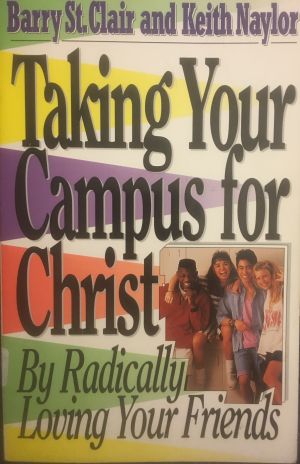 Barry St. Clair and Keith Naylor
Taking Your
Campus for
Christ
By Radically
Loving Your Friends